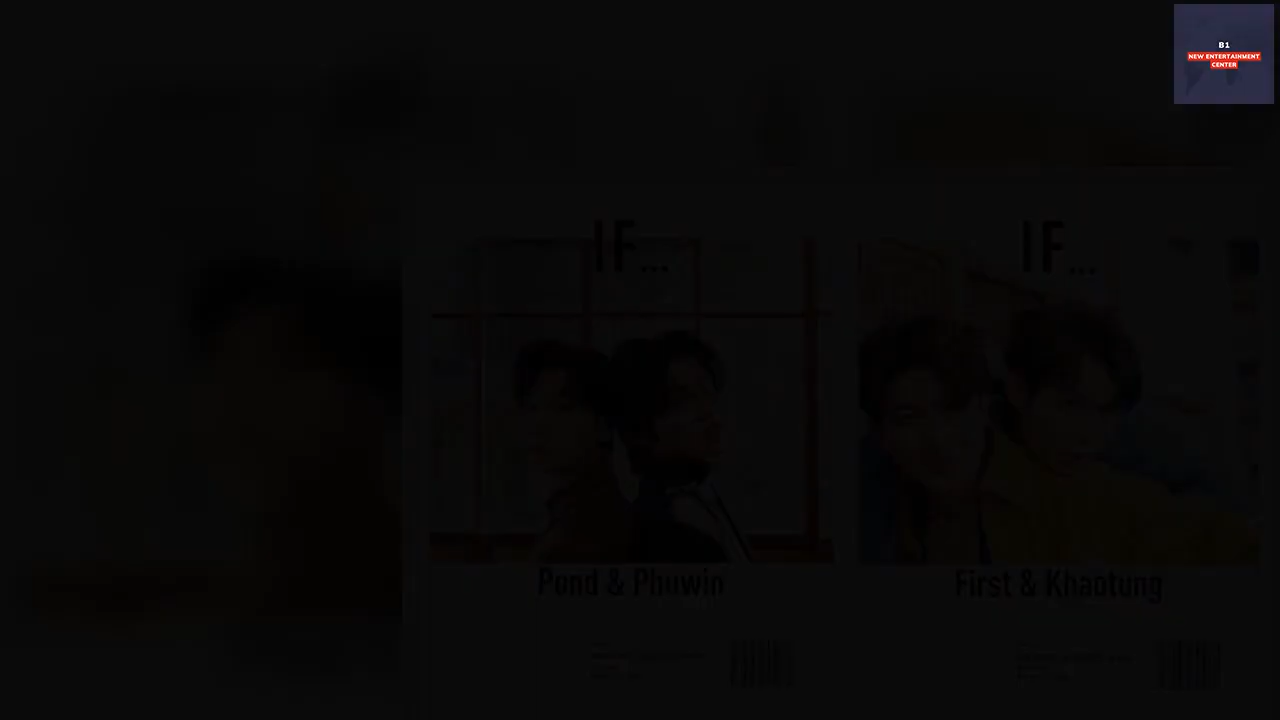 B1
NEW ENTERTAINMENT
CENTER
IF...
IF...
Pond & Phuwin
First & Khaotung